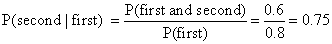 P(second | first) = P(first and second) / P(first) = 0.6 / 0.8 = 0.75